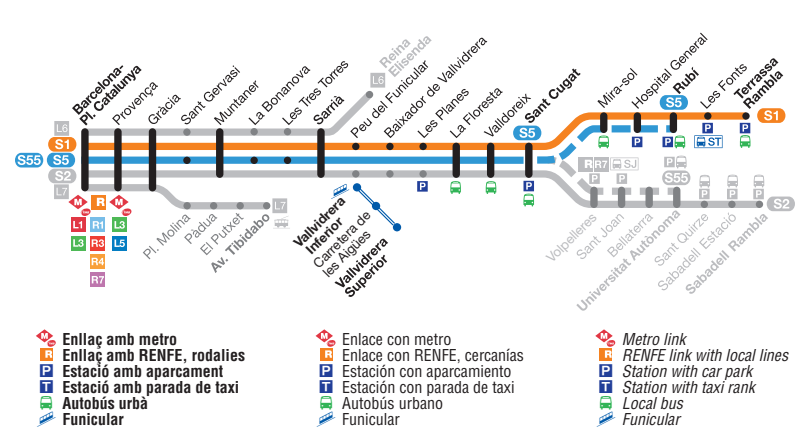 Barcelona-
Pl. Catalunya
Provença
Gràcia
Sant Gervasi
Muntaner
La Bonanova
Les Tres Torres
Sarrià
Reina
Elisenda
L6
Peu del Funicular
Baixador de Vallvidrera
Les Planes
La Floresta
Valldoreix
Sant Cugat
S5
Mira-sol
Hospital General
Rubí
S5
Les Fonts
Terrassa
Rambla
L6
S1
S1
S55
S5
S2
L7
P
P
P
P
P
P
ST
R
R7
SJ
P
P
P
S55
P
P
P
S2
M
R
M
L1
R1
L3
L3
R3
L5
R4
R7
Pl. Molina
Pàdua
El Putxet
Av. Tibidabo
L7
Vallvidrera
Inferior
Carretera de
les Aigües
Vallvidrera
Superior
Volpelleres
Sant Joan
Bellaterra
Universitat Autònoma
Sant Quirze
Sabadell Estació
Sabadell Rambla
M Enllaç amb metro
R Enllaç amb RENFE, rodalies
P Estació amb aparcament
T Estació amb parada de taxi
Autobús urbà
Funicular
M Enlace con metro
R Enlace con RENFE, cercanías
P Estación con aparcamiento
T Estación con parada de taxi
Autobús urbano
Funicular
M Metro link
R RENFE link with local lines
P Station with car park
T Station with taxi rank
Local bus
Funicular